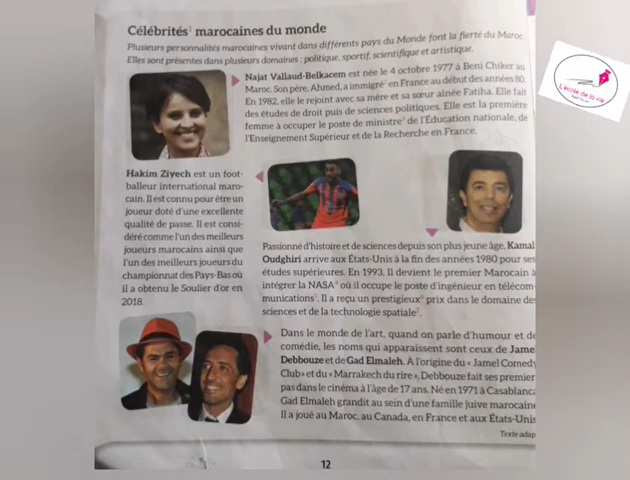 Célébrités¹ marocaines du monde
Plusieurs personnalités marocaines vivant dans différents pays du Monde font la fierté du Maroc.
Elles sont présentes dans plusieurs domaines : politique, sportif, scientifique et artistique.
Najat Vallaud-Belkacem est née le 4 octobre 1977 à Beni Chiker au
Maroc. Son père, Ahmed, a immigré² en France au début des années 80.
En 1982, elle le rejoint avec sa mère et sa sœur aînée Fatiha. Elle fait
des études de droit puis de sciences politiques. Elle est la première
femme à occuper le poste de ministre³ de l'Éducation nationale, de
l'Enseignement Supérieur et de la Recherche en France.
Hakim Ziyech est un foot-
balleur international maro-
cain. Il est connu pour être un
joueur doté d'une excellente
qualité de passe. Il est consi-
déré comme l'un des meilleurs
joueurs marocains ainsi que
l'un des meilleurs joueurs du
championnat des Pays-Bas où
il a obtenu le Soulier d'or en
2018.
Passionné d'histoire et de sciences depuis son plus jeune âge, Kamal
Oudghiri arrive aux États-Unis à la fin des années 1980 pour ses
études supérieures. En 1993, Il devient le premier Marocain à
intégrer la NASA⁴ où il occupe le poste d'ingénieur en télécom-
munications⁵. Il a reçu un prestigieux⁶ prix dans le domaine des
sciences et de la technologie spatiale⁷.
Dans le monde de l'art, quand on parle d'humour et de
comédie, les noms qui apparaissent sont ceux de Jame
Debbouze et de Gad Elmaleh. À l'origine du « Jamel Comedy
Club » et du « Marrakech du rire », Debbouze fait ses premier
pas dans le cinéma à l'âge de 17 ans. Né en 1971 à Casablanca
Gad Elmaleh grandit au sein d'une famille juive marocaine
Il a joué au Maroc, au Canada, en France et aux États-Unis
Texte adap
12
L'école de la vie